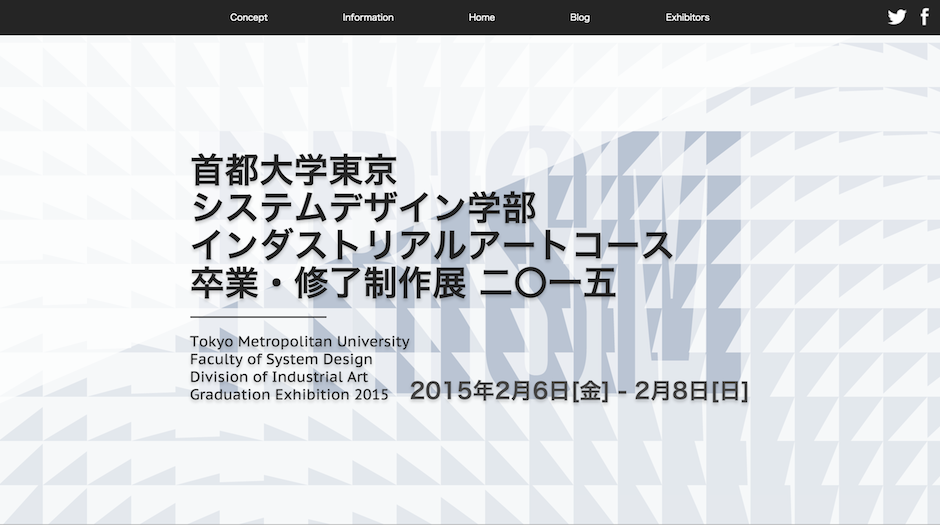 Concept Information Home Blog Exhibitors
首都大学東京
システムデザイン学部
インダストリアルアートコース
卒業・修了制作展 二〇一五
Tokyo Metropolitan University
Faculty of System Design
Division of Industrial Art
Graduation Exhibition 2015
2015年2月6日[金] - 2月8日[日]